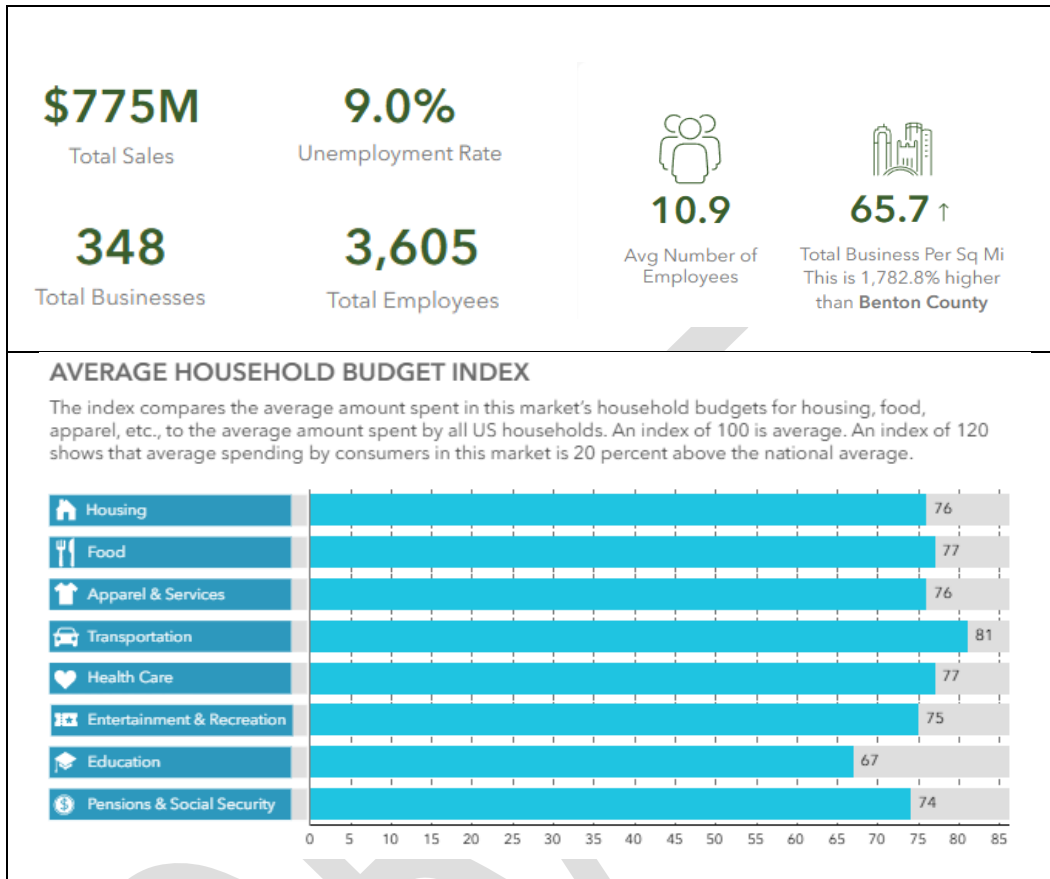 $775M
Total Sales
9.0%
Unemployment Rate
348
Total Businesses
3,605
Total Employees
10.9
Avg Number of
Employees
65.7 ↑
Total Business Per Sq Mi
This is 1,782.8% higher
than Benton County
AVERAGE HOUSEHOLD BUDGET INDEX
The index compares the average amount spent in this market's household budgets for housing, food,
apparel, etc., to the average amount spent by all US households. An index of 100 is average. An index of 120
shows that average spending by consumers in this market is 20 percent above the national average.
Housing 76
Food 77
Apparel & Services 76
Transportation 81
Health Care 77
Entertainment & Recreation 75
Education 67
$ Pensions & Social Security 74
0 5 10 15 20 25 30 35 40 45 50 55 60 65 70 75 80 85